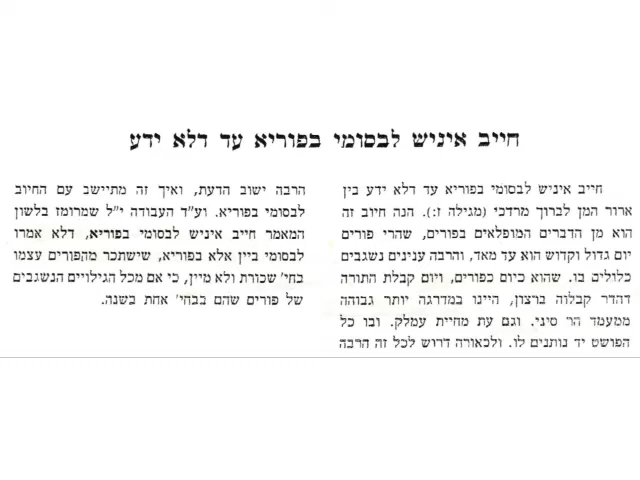 חייב איניש לבסומי בפוריא עד דלא ידע
חייב איניש לבסומי בפוריא עד דלא ידע בין
ארור המן לברוך מרדכי (מגילה ז:). הנה חיוב זה
הוא מן הדברים המופלאים בפורים, שהרי פורים
יום גדול וקדוש הוא עד מאד, והרבה ענינים נשגבים
כלולים בו. שהוא כיום כפורים, ויום קבלת התורה
דהדר קבלוה ברצון, היינו במדרגה יותר גבוהה
ממעמד הר סיני. וגם עת מחיית עמלק. ובו כל
הפושט יד נותנים לו. ולכאורה דרוש לכל זה הרבה
הרבה ישוב הדעת, ואיך זה מתיישב עם החיוב
לבסומי בפוריא. וע״ד העבודה י״ל שמרומז בלשון
המאמר חייב איניש לבסומי בפוריא, דלא אמרו
לבסומי ביין אלא בפוריא, שישתכר מהפורים עצמו
בחי׳ שכורת ולא מיין, כי אם מכל הגילויים הנשגבים
של פורים שהם בבחי׳ אחת בשנה.